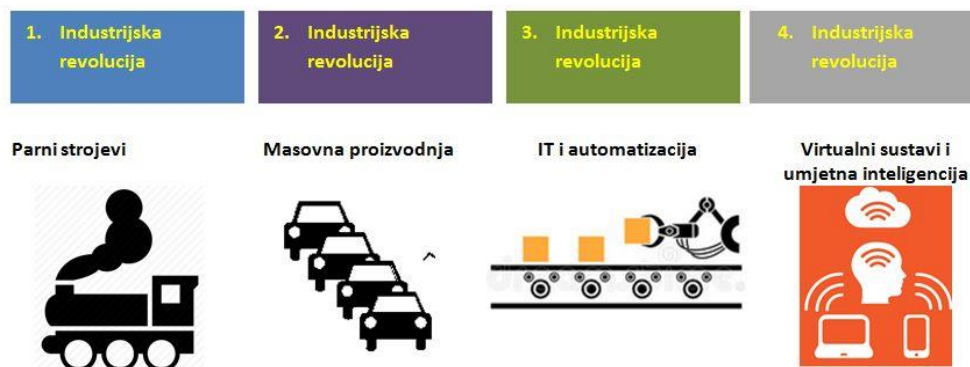 1. Industrijska
revolucija
2. Industrijska
revolucija
3. Industrijska
revolucija
4. Industrijska
revolucija
Parni strojevi
Masovna proizvodnja
IT i automatizacija
Virtualni sustavi i
umjetna inteligencija